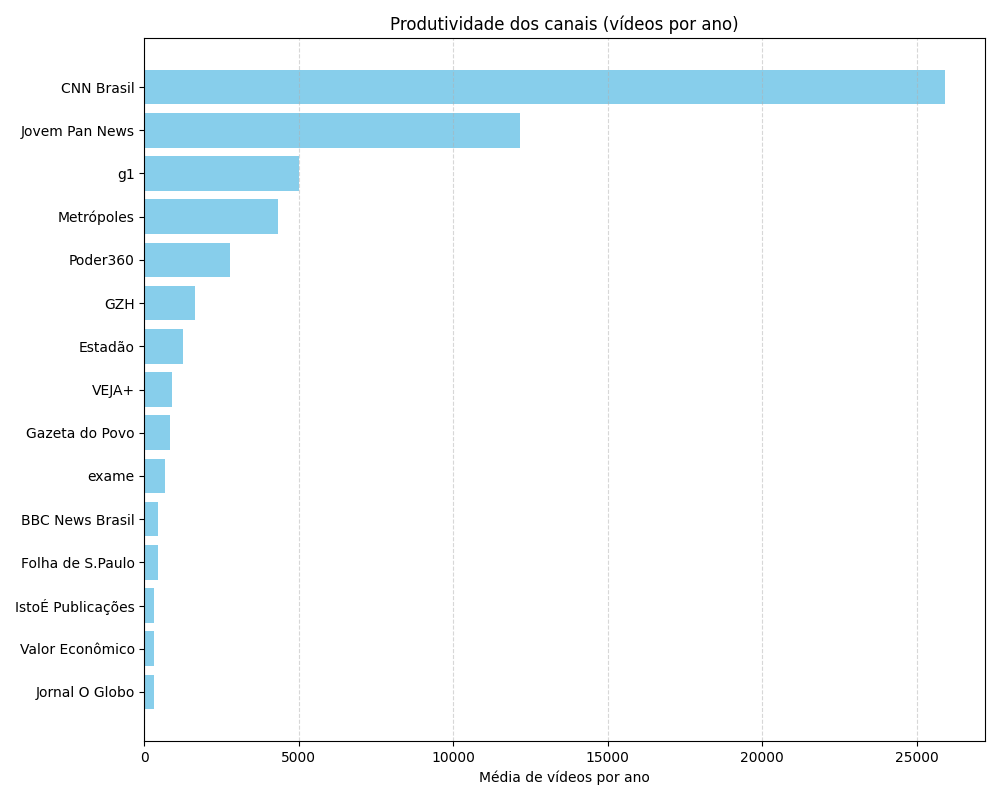 Produtividade dos canais (vídeos por ano)
CNN Brasil
Jovem Pan News
g1
Metrópoles
Poder360
GZH
Estadão
VEJA+
Gazeta do Povo
exame
BBC News Brasil
Folha de S.Paulo
IstoÉ Publicações
Valor Econômico
Jornal O Globo
0 5000 10000 15000 20000 25000
Média de vídeos por ano